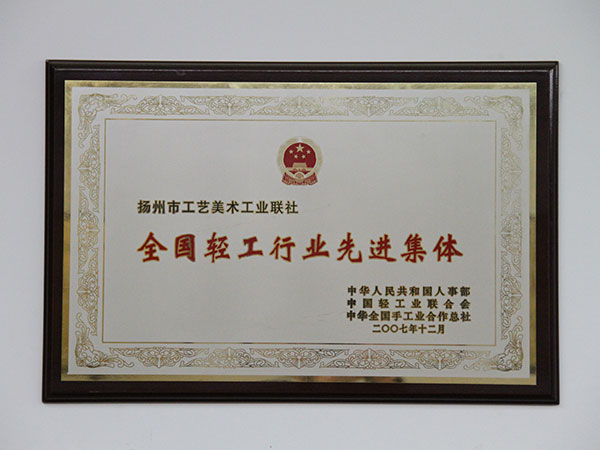 扬州市工艺美术工业联社
全国轻工行业先进集体
中华人民共和国人事部
中国轻工业联合会
中华全国手工业合作总社
二〇〇七年十二月